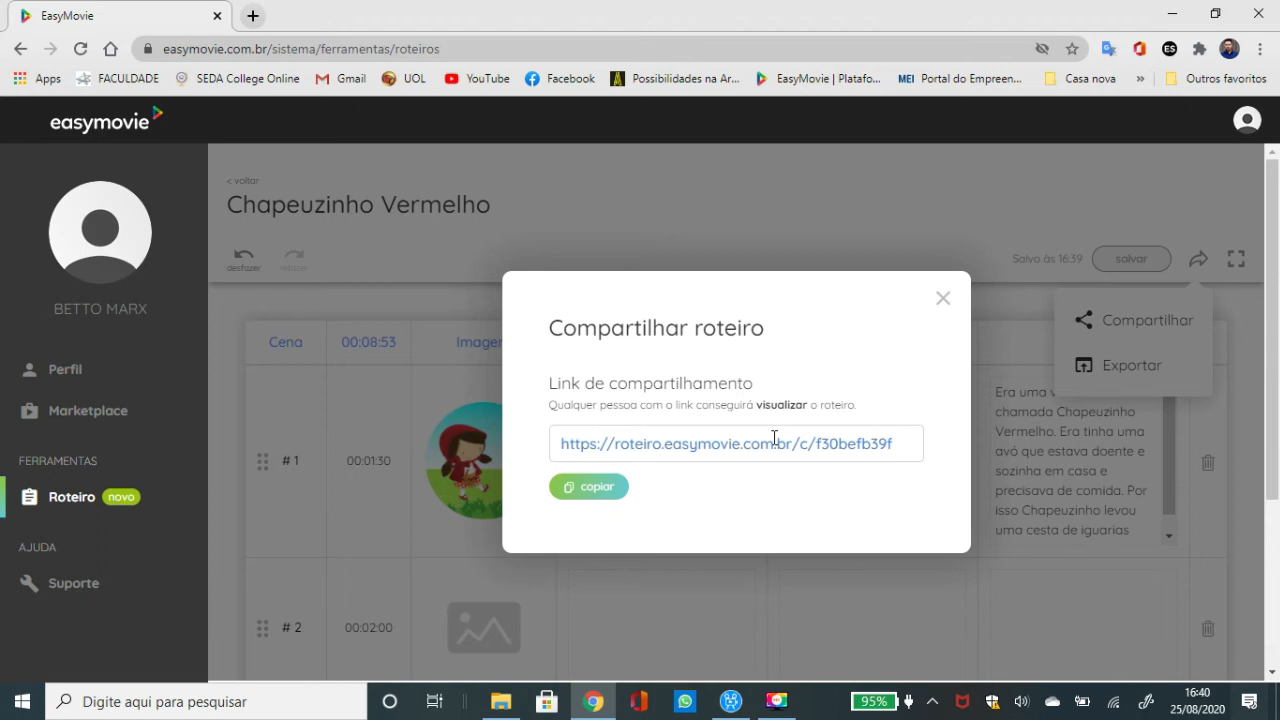 EasyMovie
easymovie.com.br/sistema/ferramentas/roteiros
ES
Apps FACULDADE SEDA College Online Gmail UOL YouTube Facebook Possibilidades na Ar... EasyMovie | Platafo... MEI Portal do Empreen... Casa nova » Outros favoritos
easymovie
BETTO MARX
Perfil
Marketplace
FERRAMENTAS
Roteiro novo
AJUDA
Suporte
< voltar
Chapeuzinho Vermelho
desfazer refazer
Salvo às 16:39 salvar
Compartilhar
Exportar
Compartilhar roteiro
Link de compartilhamento
Qualquer pessoa com o link conseguirá visualizar o roteiro.
https://roteiro.easymovie.com.br/c/f30befb39f
copiar
Cena 00:08:53 Imagem
# 1 00:01:30
Era uma v
chamada Chapeuzinho
Vermelho. Era tinha uma
avó que estava doente e
sozinha em casa e
precisava de comida. Por
isso Chapeuzinho levou
uma cesta de iguarias
# 2 00:02:00
Digite aqui para pesquisar
95%
16:40
25/08/2020